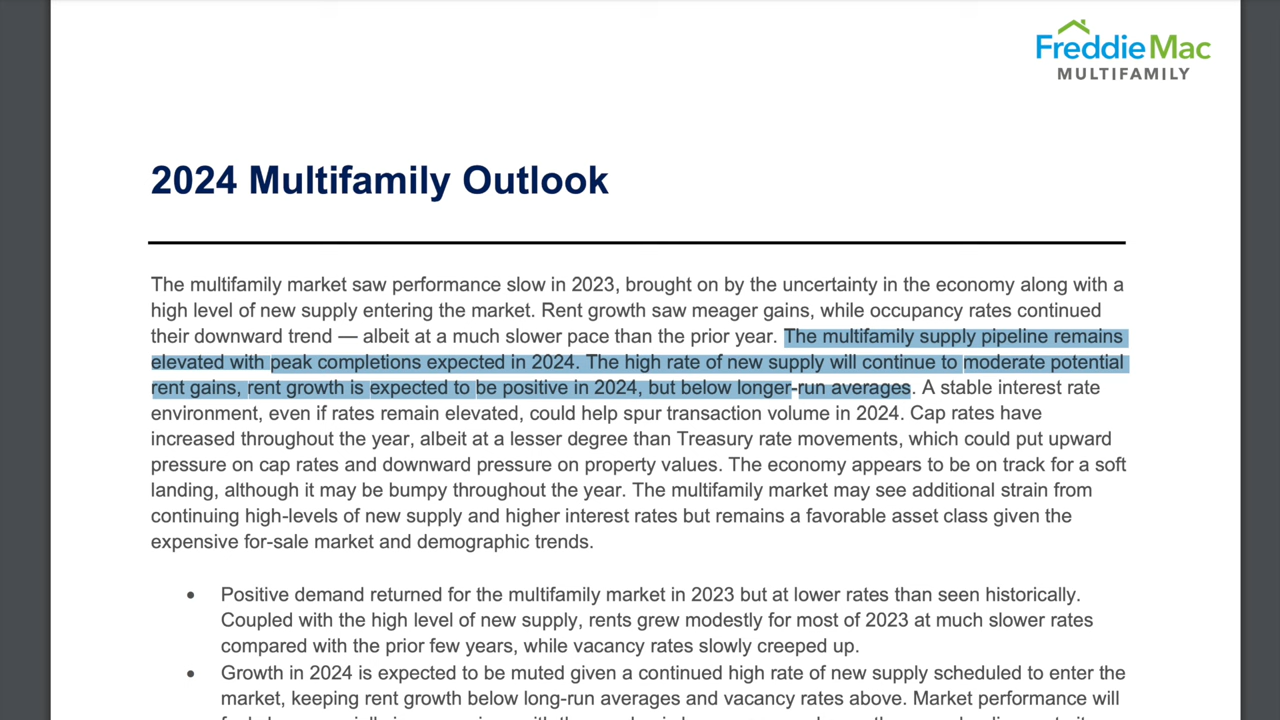 FreddieMac
MULTIFAMILY
2024 Multifamily Outlook
The multifamily market saw performance slow in 2023, brought on by the uncertainty in the economy along with a
high level of new supply entering the market. Rent growth saw meager gains, while occupancy rates continued
their downward trend — albeit at a much slower pace than the prior year. The multifamily supply pipeline remains
elevated with peak completions expected in 2024. The high rate of new supply will continue to moderate potential
rent gains, rent growth is expected to be positive in 2024, but below longer-run averages. A stable interest rate
environment, even if rates remain elevated, could help spur transaction volume in 2024. Cap rates have
increased throughout the year, albeit at a lesser degree than Treasury rate movements, which could put upward
pressure on cap rates and downward pressure on property values. The economy appears to be on track for a soft
landing, although it may be bumpy throughout the year. The multifamily market may see additional strain from
continuing high-levels of new supply and higher interest rates but remains a favorable asset class given the
expensive for-sale market and demographic trends.
• Positive demand returned for the multifamily market in 2023 but at lower rates than seen historically.
Coupled with the high level of new supply, rents grew modestly for most of 2023 at much slower rates
compared with the prior few years, while vacancy rates slowly creeped up.
• Growth in 2024 is expected to be muted given a continued high rate of new supply scheduled to enter the
market, keeping rent growth below long-run averages and vacancy rates above. Market performance will